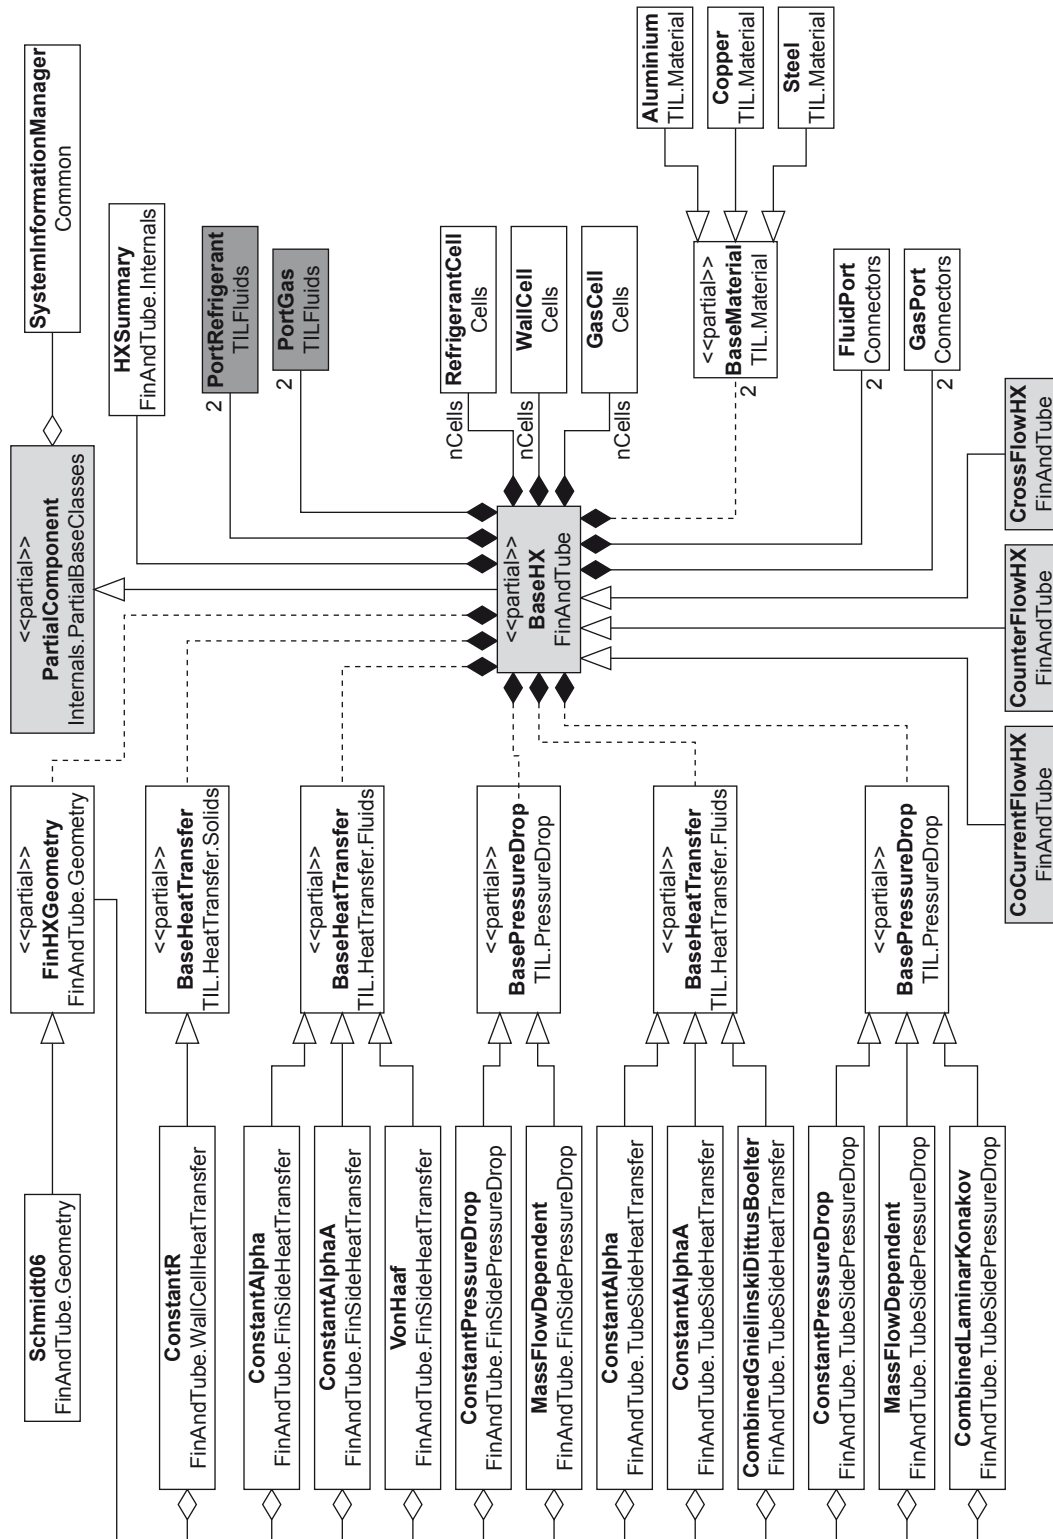 Schmidt06
FinAndTube.Geometry
ConstantR
FinAndTube.WallCellHeatTransfer
ConstantAlpha
FinAndTube.FinSideHeatTransfer
ConstantAlphaA
FinAndTube.FinSideHeatTransfer
VonHaaf
FinAndTube.FinSideHeatTransfer
ConstantPressureDrop
FinAndTube.FinSidePressureDrop
MassFlowDependent
FinAndTube.FinSidePressureDrop
ConstantAlpha
FinAndTube.TubeSideHeatTransfer
ConstantAlphaA
FinAndTube.TubeSideHeatTransfer
CombinedGnielinskiDittusBoelter
FinAndTube.TubeSideHeatTransfer
ConstantPressureDrop
FinAndTube.TubeSidePressureDrop
MassFlowDependent
FinAndTube.TubeSidePressureDrop
CombinedLaminarKonakov
FinAndTube.TubeSidePressureDrop
<<partial>>
FinHXGeometry
FinAndTube.Geometry
<<partial>>
BaseHeatTransfer
TIL.HeatTransfer.Solids
<<partial>>
BaseHeatTransfer
TIL.HeatTransfer.Fluids
<<partial>>
BasePressureDrop
TIL.PressureDrop
<<partial>>
BaseHeatTransfer
TIL.HeatTransfer.Fluids
<<partial>>
BasePressureDrop
TIL.PressureDrop
<<partial>>
PartialComponent
Internals.PartialBaseClasses
<<partial>>
BaseHX
FinAndTube
CoCurrentFlowHX
FinAndTube
CounterFlowHX
FinAndTube
CrossFlowHX
FinAndTube
SystemInformationManager
Common
HXSummary
FinAndTube.Internals
2
PortRefrigerant
TILFluids
2
PortGas
TILFluids
nCells
RefrigerantCell
Cells
nCells
WallCell
Cells
nCells
GasCell
Cells
<<partial>>
BaseMaterial
TIL.Material
2
2
FluidPort
Connectors
2
GasPort
Connectors
Aluminium
TIL.Material
Copper
TIL.Material
Steel
TIL.Material